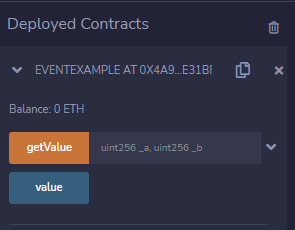 Deployed Contracts
EVENTEXAMPLE AT 0X4A9...E31B
Balance: 0 ETH
getValue
uint256 _a, uint256 _b
value